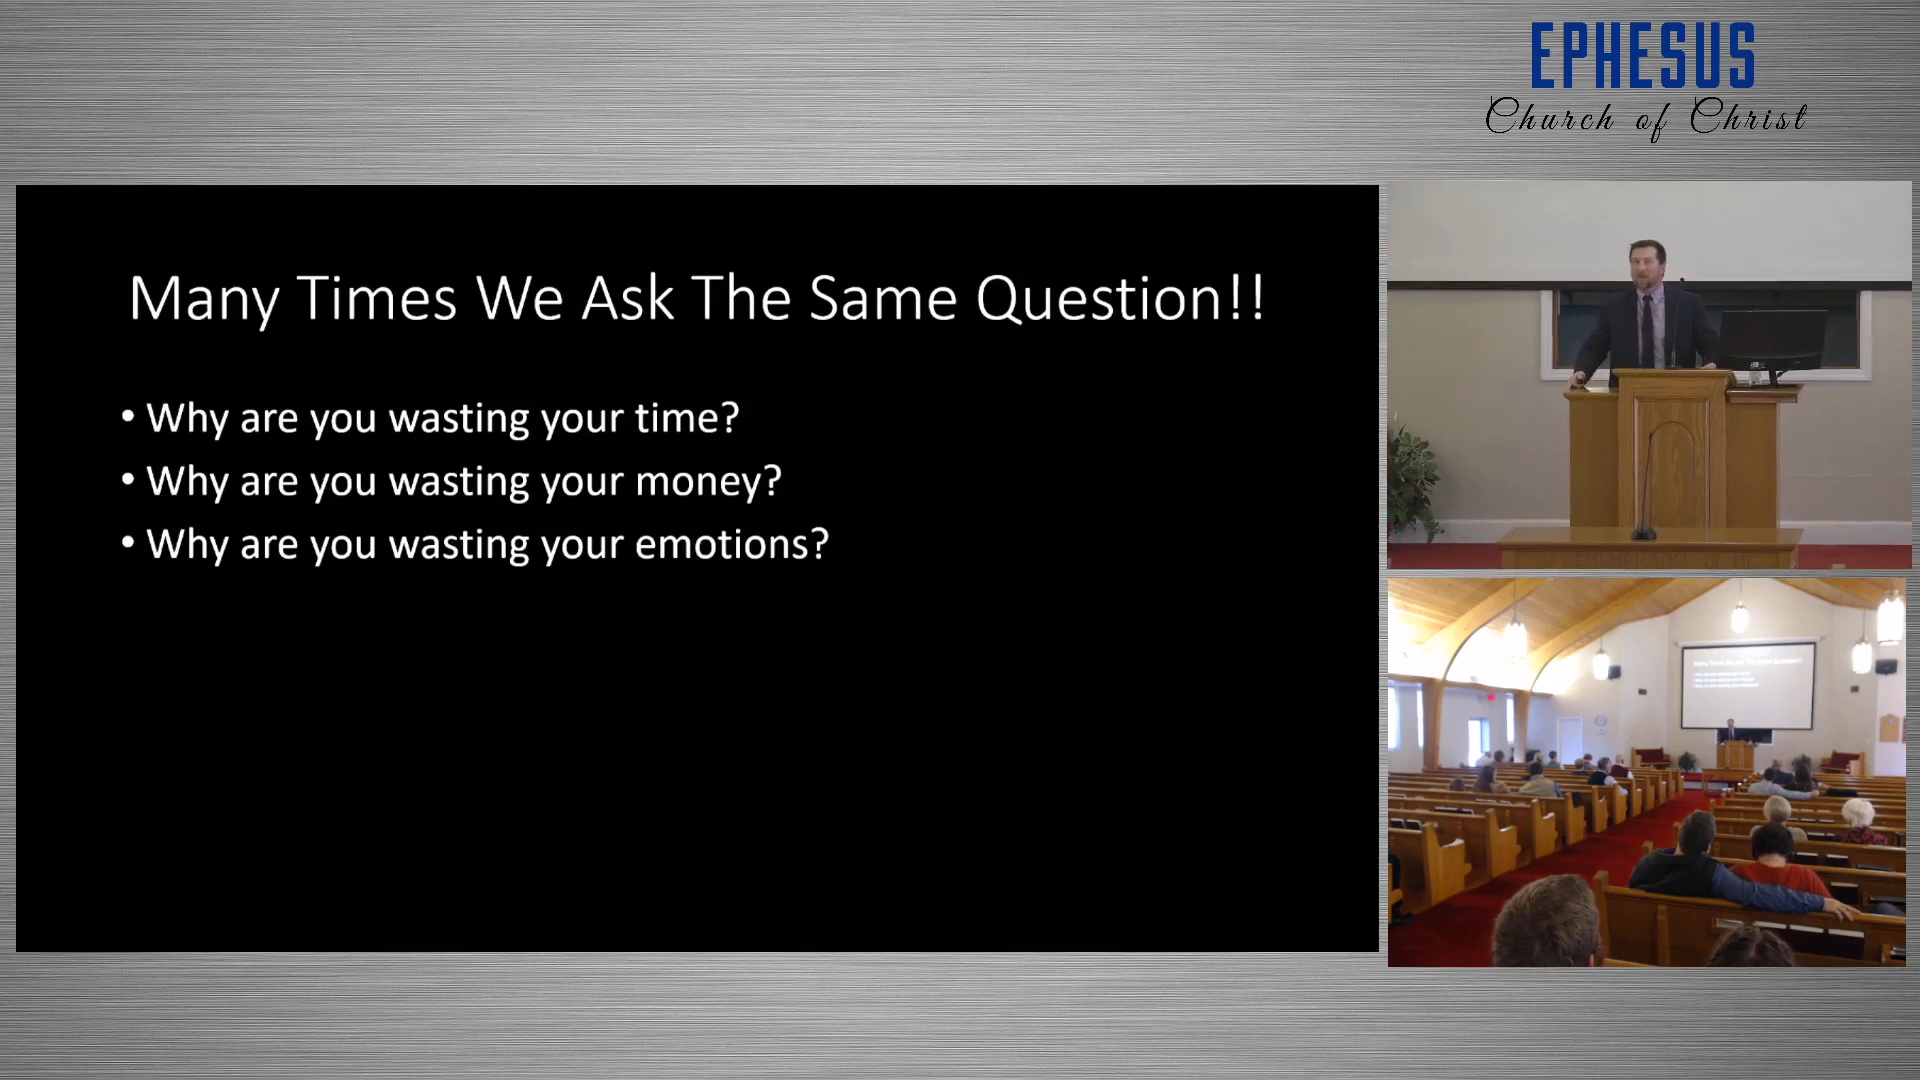 EPHESUS
Church of Christ
Many Times We Ask The Same Question!!
• Why are you wasting your time?
• Why are you wasting your money?
• Why are you wasting your emotions?